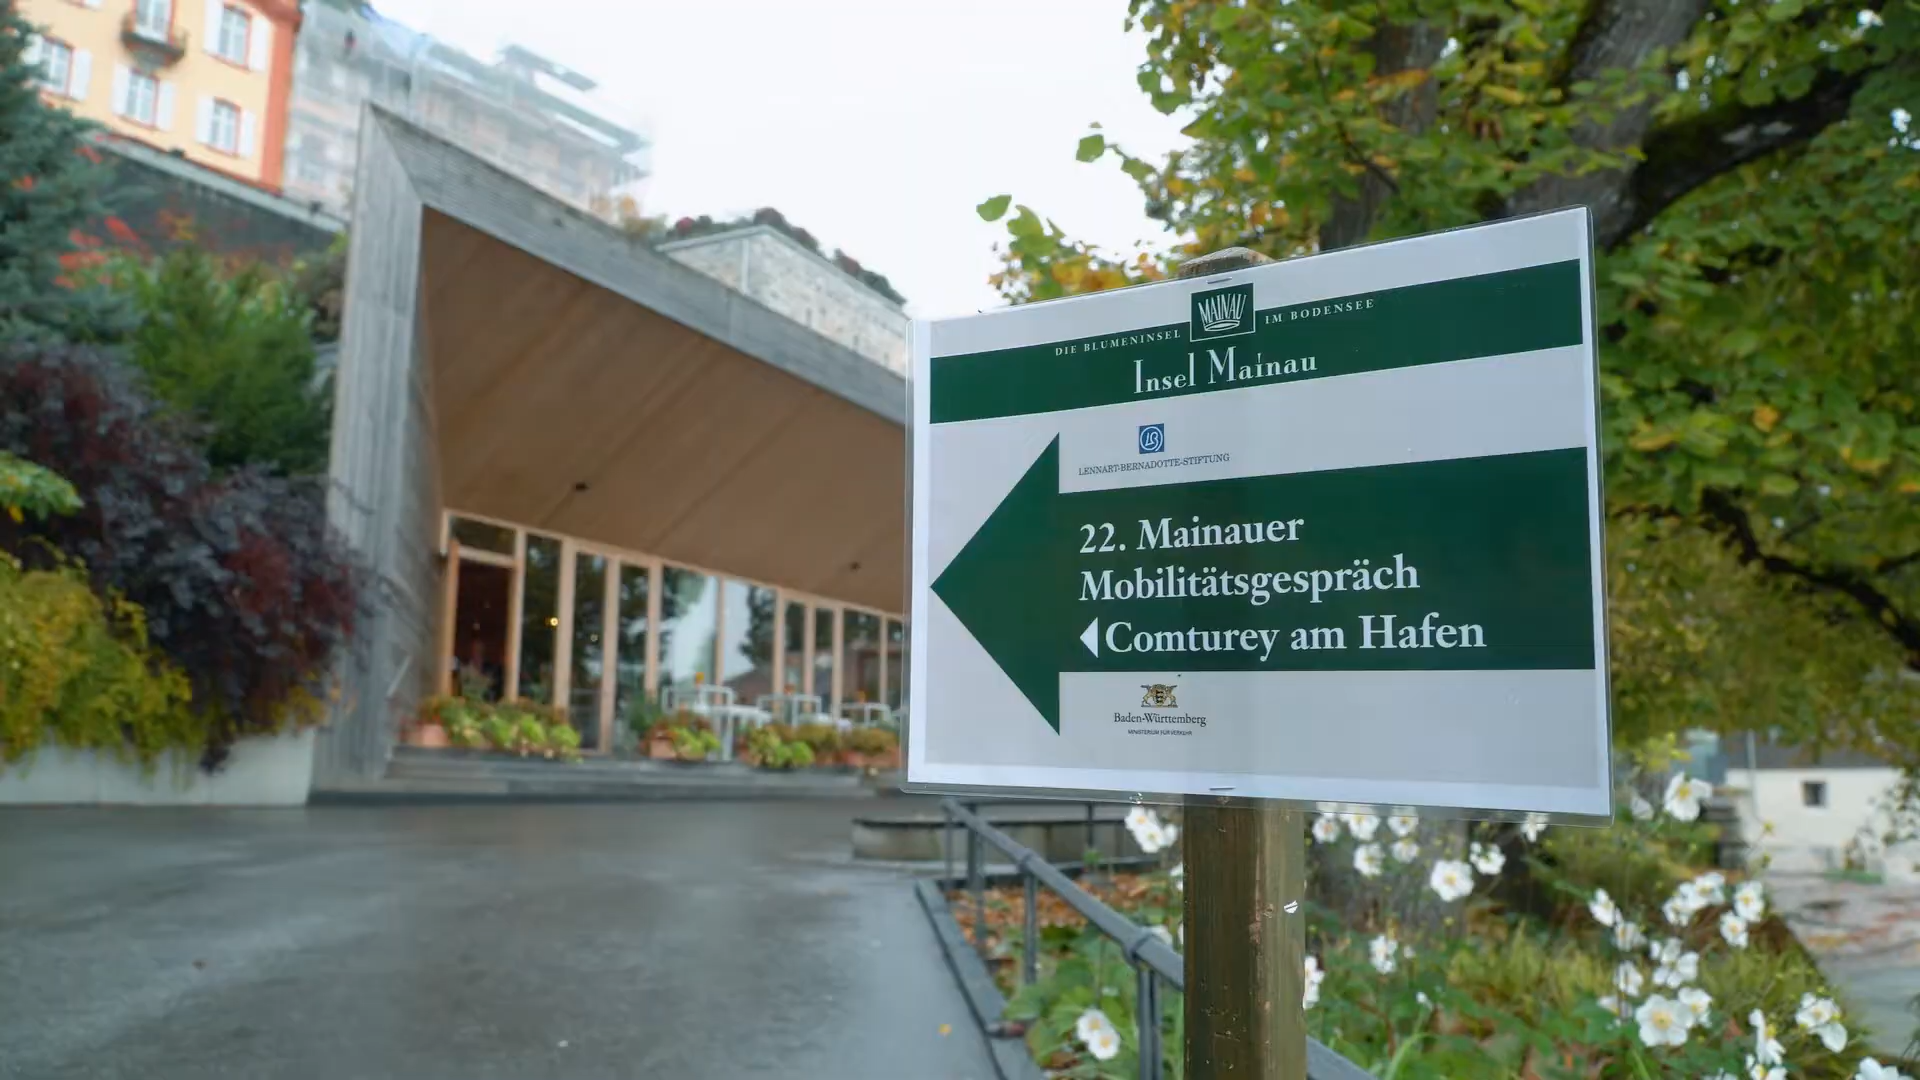 DIE BLUMENINSEL MAINAU IM BODENSEE
Insel Mainau
LB
LENNART-BERNADOTTE-STIFTUNG
22. Mainauer
Mobilitätsgespräch
Comturey am Hafen
Baden-Württemberg
MINISTERIUM FÜR VERKEHR